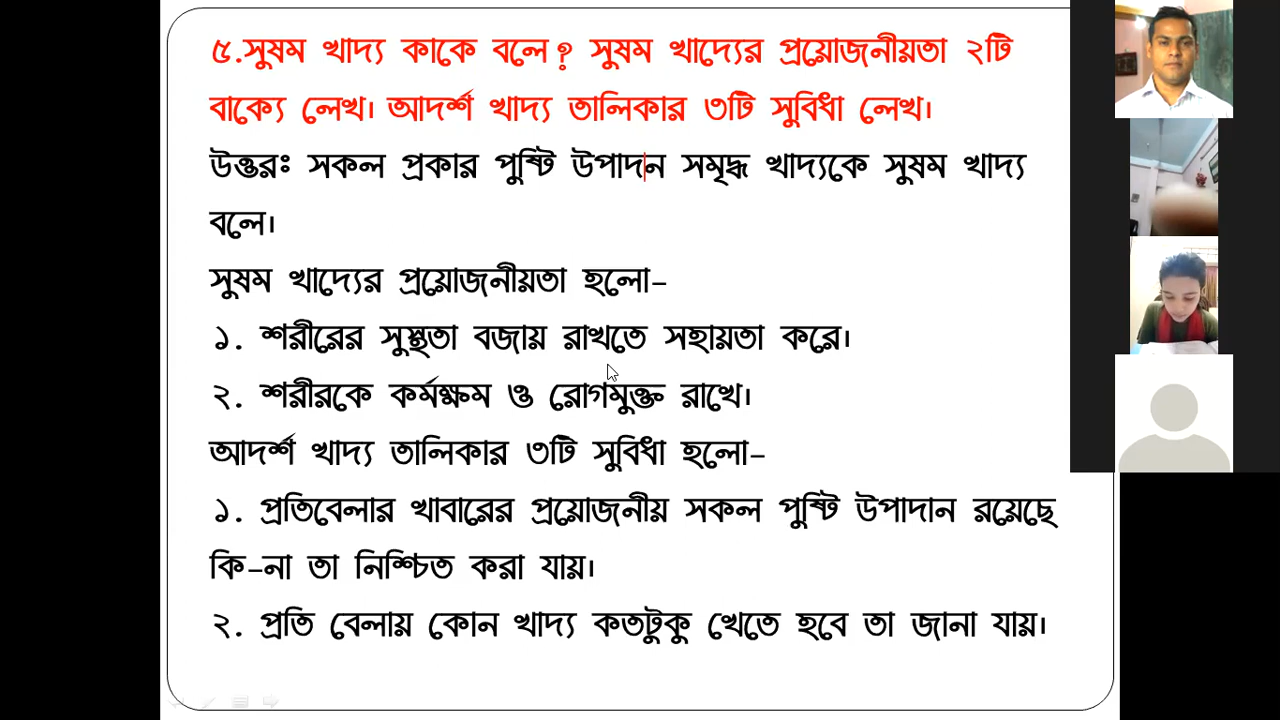 ৫.সুষম খাদ্য কাকে বলে? সুষম খাদ্যের প্রয়োজনীয়তা ২টি
বাক্যে লেখ। আদর্শ খাদ্য তালিকার ৩টি সুবিধা লেখ।
উত্তরঃ সকল প্রকার পুষ্টি উপাদন সমৃদ্ধ খাদ্যকে সুষম খাদ্য
বলে।
সুষম খাদ্যের প্রয়োজনীয়তা হলো-
১. শরীরের সুস্থতা বজায় রাখতে সহায়তা করে।
২. শরীরকে কর্মক্ষম ও রোগমুক্ত রাখে।
আদর্শ খাদ্য তালিকার ৩টি সুবিধা হলো-
১. প্রতিবেলার খাবারের প্রয়োজনীয় সকল পুষ্টি উপাদান রয়েছে
কি-না তা নিশ্চিত করা যায়।
২. প্রতি বেলায় কোন খাদ্য কতটুকু খেতে হবে তা জানা যায়।